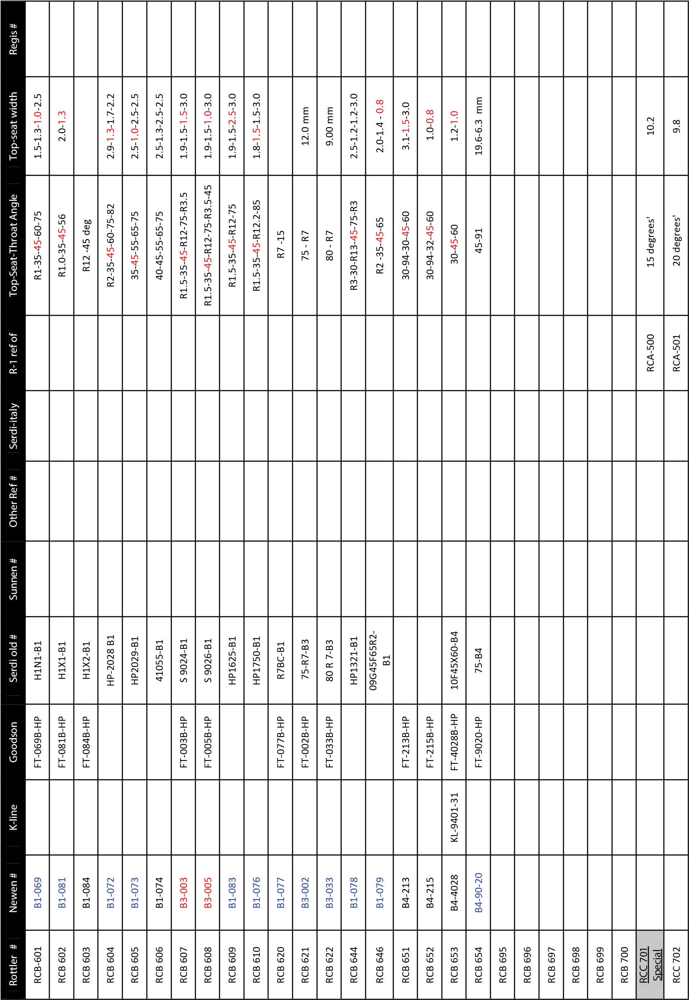 Rottler # Newen # K-line Goodson Serdi old # Sunnen # Other Ref # Serdi-italy R-1 ref of Top-Seat-Throat Angle Top-seat width Regis #
RCB-601 B1-069 FT-069B-HP H1N1-B1 R1-35-45-60-75 1.5-1.3-1.0-2.5
RCB 602 B1-081 FT-081B-HP H1X1-B1 R1.0-35-45-56 2.0-1.3
RCB 603 B1-084 FT-084B-HP H1X2-B1 R12 -45 deg
RCB 604 B1-072 HP-2028 B1 R2-35-45-60-75-82 2.9-1.3-1.7-2.2
RCB 605 B1-073 HP2029-B1 35-45-55-65-75 2.5-1.0-2.5-2.5
RCB 606 B1-074 41055-B1 40-45-55-65-75 2.5-1.3-2.5-2.5
RCB 607 B3-003 FT-003B-HP S 9024-B1 R1.5-35-45-R12-75-R3.5 1.9-1.5-1.5-3.0
RCB 608 B3-005 FT-005B-HP S 9026-B1 R1.5-35-45-R12-75-R3.5-45 1.9-1.5-1.0-3.0
RCB 609 B1-083 HP1625-B1 R1.5-35-45-R12-75 1.9-1.5-2.5-3.0
RCB 610 B1-076 HP1750-B1 R1.5-35-45-R12.2-85 1.8-1.5-1.5-3.0
RCB 620 B1-077 FT-077B-HP R7BC-B1 R7 -15
RCB 621 B3-002 FT-002B-HP 75-R7-B3 75 - R7 12.0 mm
RCB 622 B3-033 FT-033B-HP 80 R 7-B3 80 - R7 9.00 mm
RCB 644 B1-078 HP1321-B1 R3-30-R13-45-75-R3 2.5-1.2-1.2-3.0
RCB 646 B1-079 09G45F65R2- R2 -35-45-65 2.0-1.4 - 0.8
B1
RCB 651 B4-213 FT-213B-HP 30-94-30-45-60 3.1-1.5-3.0
RCB 652 B4-215 FT-215B-HP 30-94-32-45-60 1.0-0.8
RCB 653 B4-4028 KL-9401-31 FT-4028B-HP 10F45X60-B4 30-45-60 1.2-1.0
RCB 654 B4-90-20 FT-9020-HP 75-B4 45-91 19.6-6.3 mm
RCB 695
RCB 696
RCB 697
RCB 698
RCB 699
RCB 700
RCC 701 RCA-500 15 degrees' 10.2
Special
RCC 702 RCA-501 20 degrees' 9.8